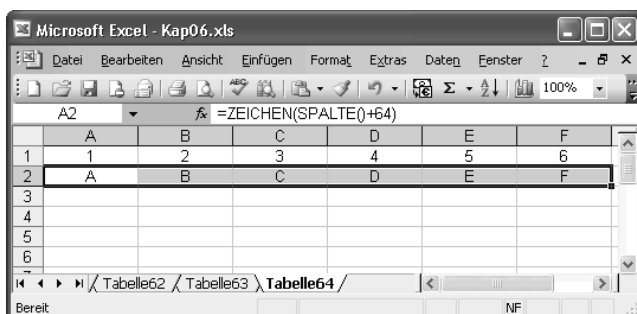 Microsoft Excel - Kap06.xls
Datei Bearbeiten Ansicht Einfügen Format Extras Daten Fenster ?
100%
A2 fx =ZEICHEN(SPALTE()+64)
A B C D E F
1 1 2 3 4 5 6
2 A B C D E F
3
4
5
6
Tabelle62 Tabelle63 Tabelle64
Bereit NF